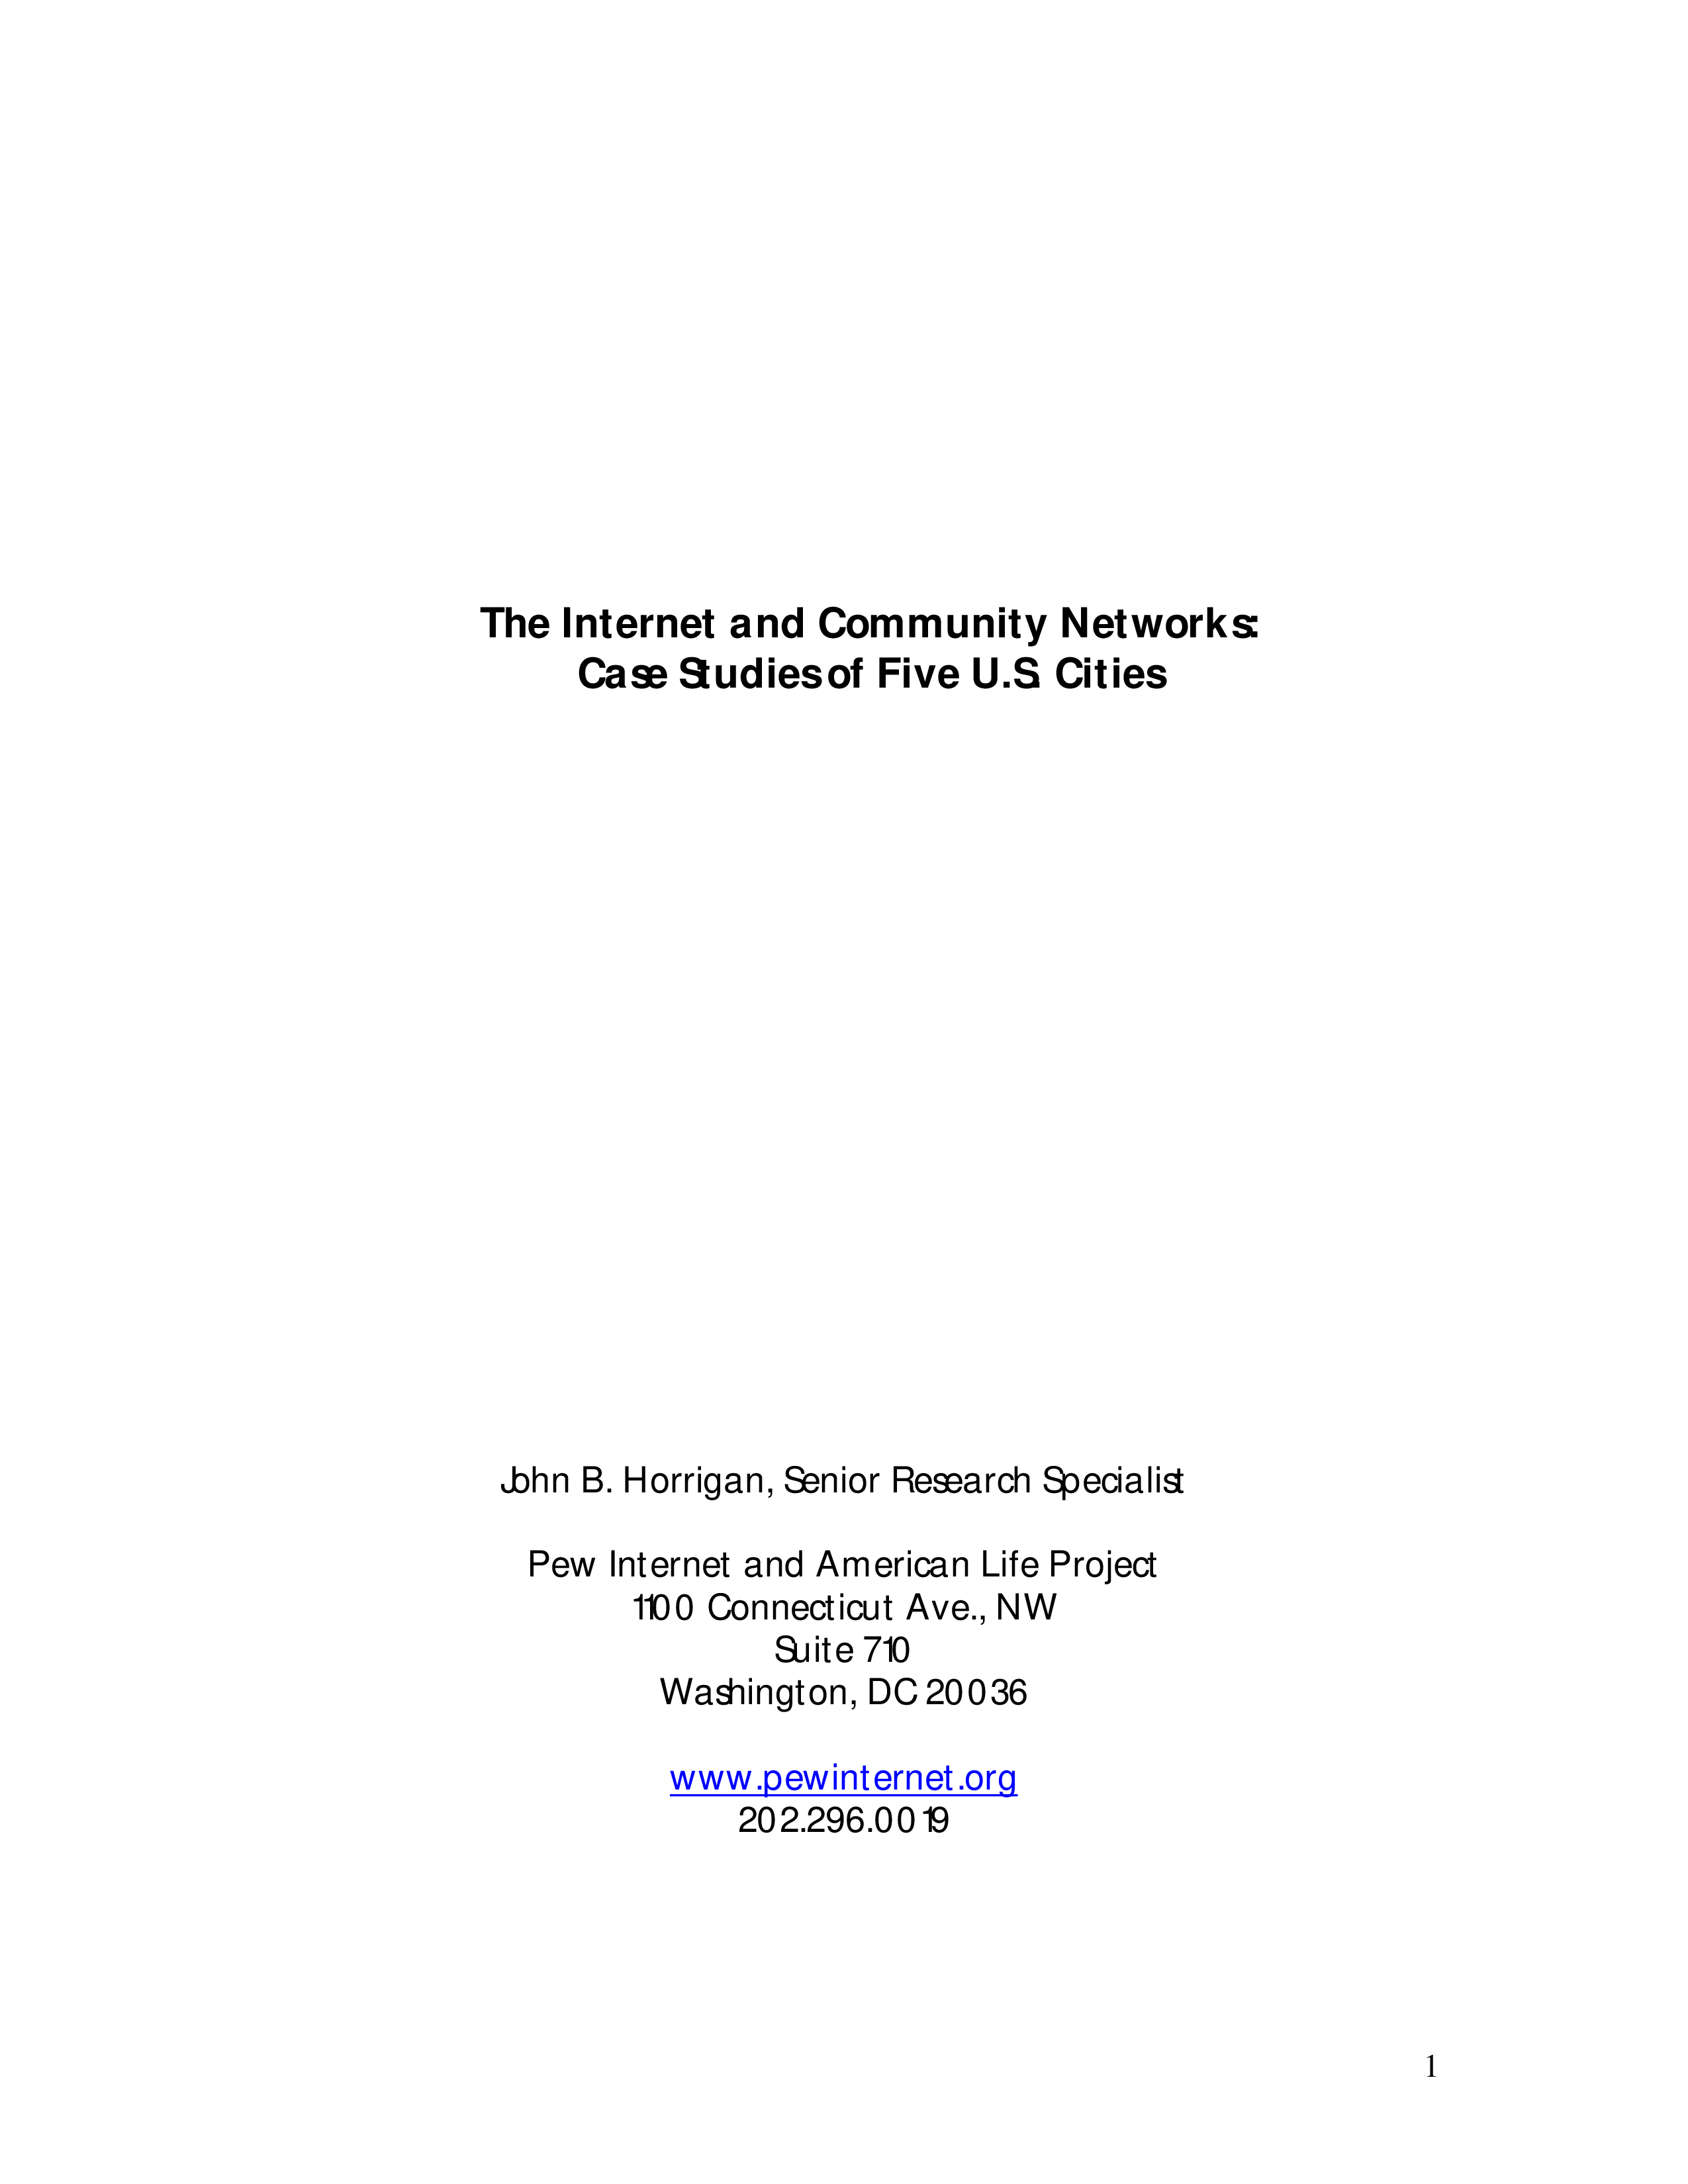 The Internet and Community Networks:
Case Studies of Five U.S. Cities
John B. Horrigan, Senior Research Specialist
Pew Internet and American Life Project
1100 Connecticut Ave., NW
Suite 710
Washington, DC 20036
www.pewinternet.org
202.296.0019
1